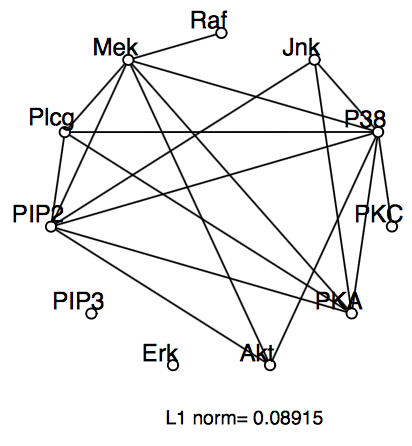 Raf
Mek
Jnk
Plcg
P38
PIP2
PKC
PIP3
PKA
Erk
Akt
L1 norm= 0.08915